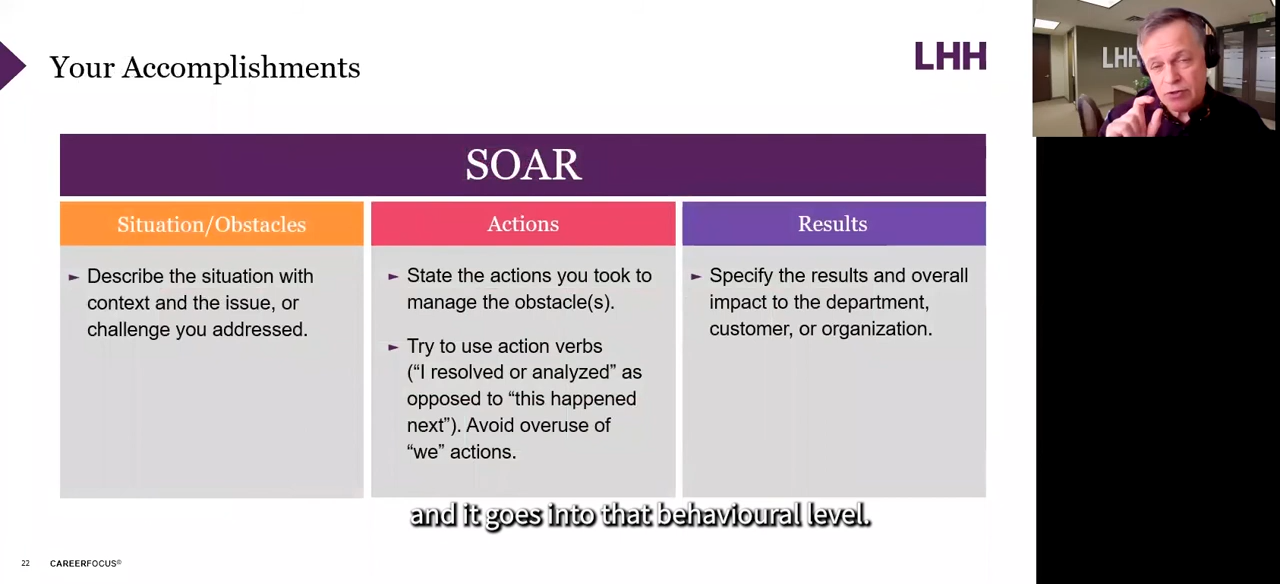 Your Accomplishments
LHH
LHH
SOAR
Situation/Obstacles
Actions
Results
► Describe the situation with
context and the issue, or
challenge you addressed.
► State the actions you took to
manage the obstacle(s).
► Try to use action verbs
(“I resolved or analyzed” as
opposed to “this happened
next”). Avoid overuse of
“we” actions.
► Specify the results and overall
impact to the department,
customer, or organization.
and it goes into that behavioural level.
22 CAREERFOCUS®